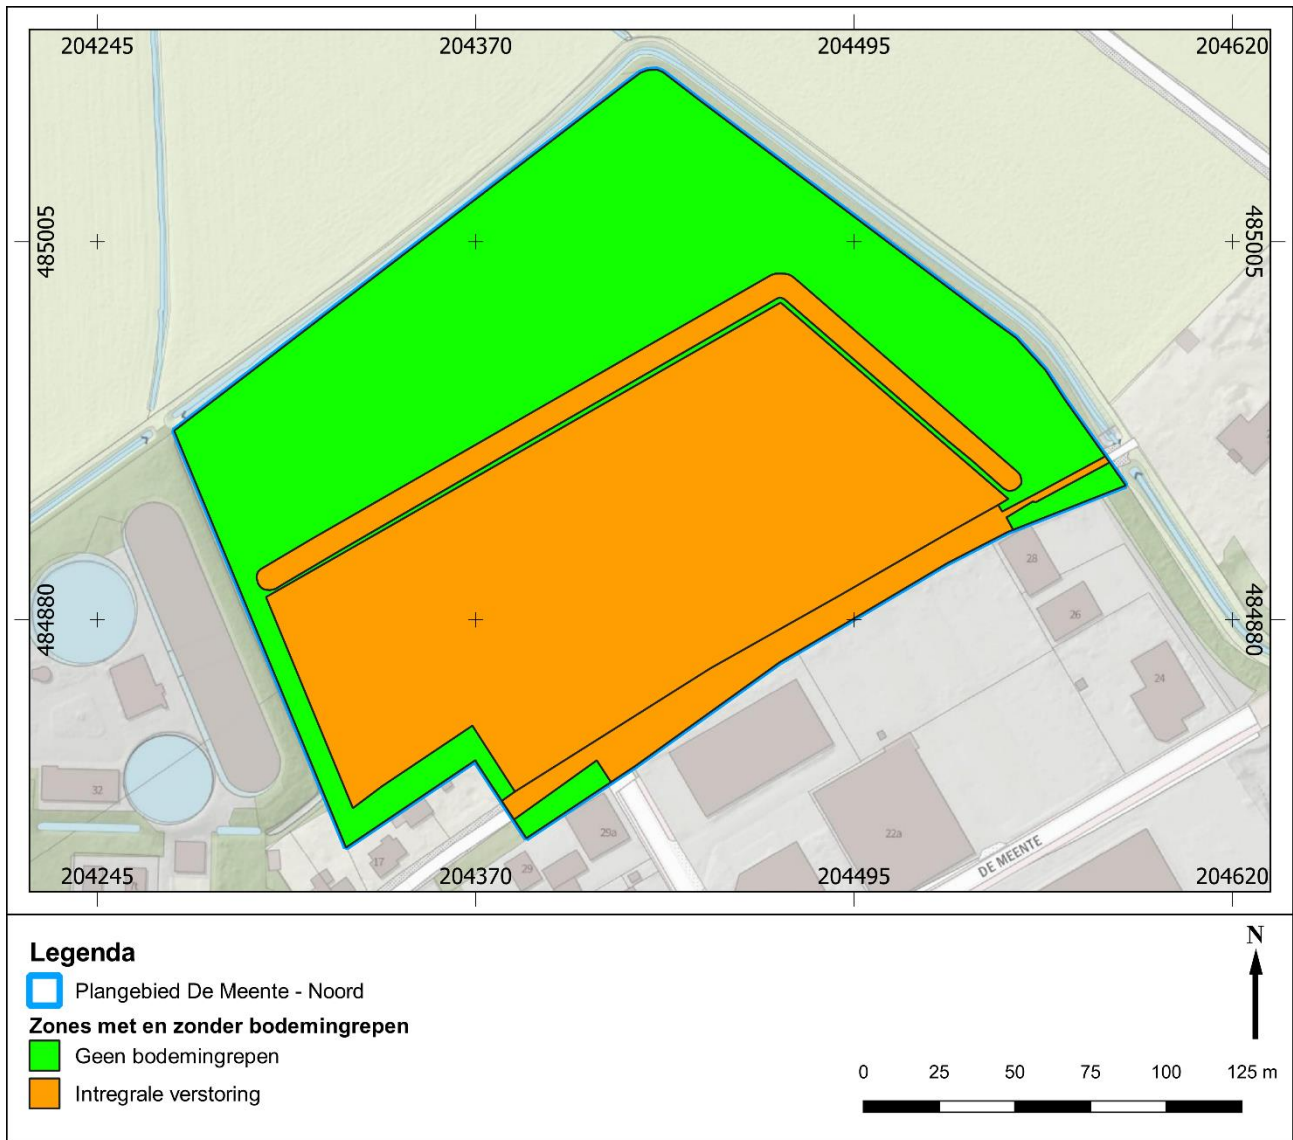 204245 204370 204495 204620
485005 485005
484880 484880
28
26
24
32
17
29
25a
22a
DE MEENTE
204245 204370 204495 204620
Legenda
Plangebied De Meente - Noord
Zones met en zonder bodemingrepen
Geen bodemingrepen
Intregrale verstoring
N
0 25 50 75 100 125 m